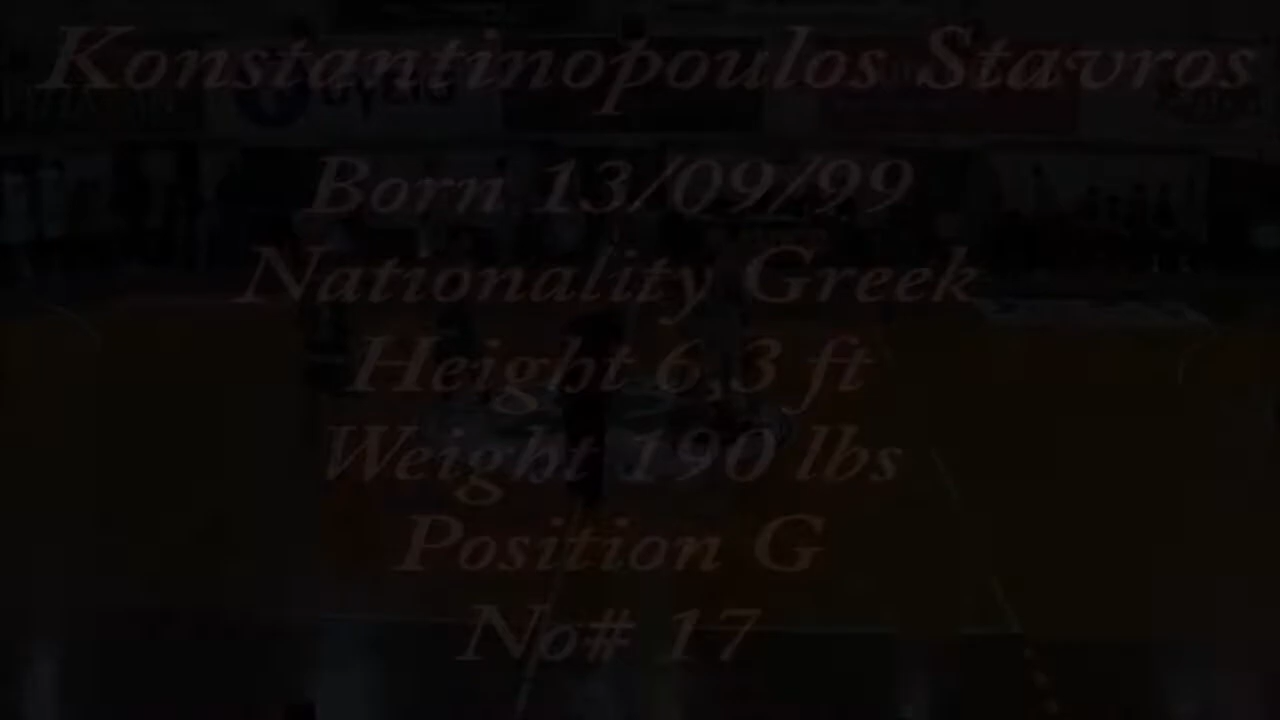 Konstantinopoulos Stavros
Born 13/09/99
Nationality Greek
Height 6,3 ft
Weight 190 lbs
Position G
No# 17